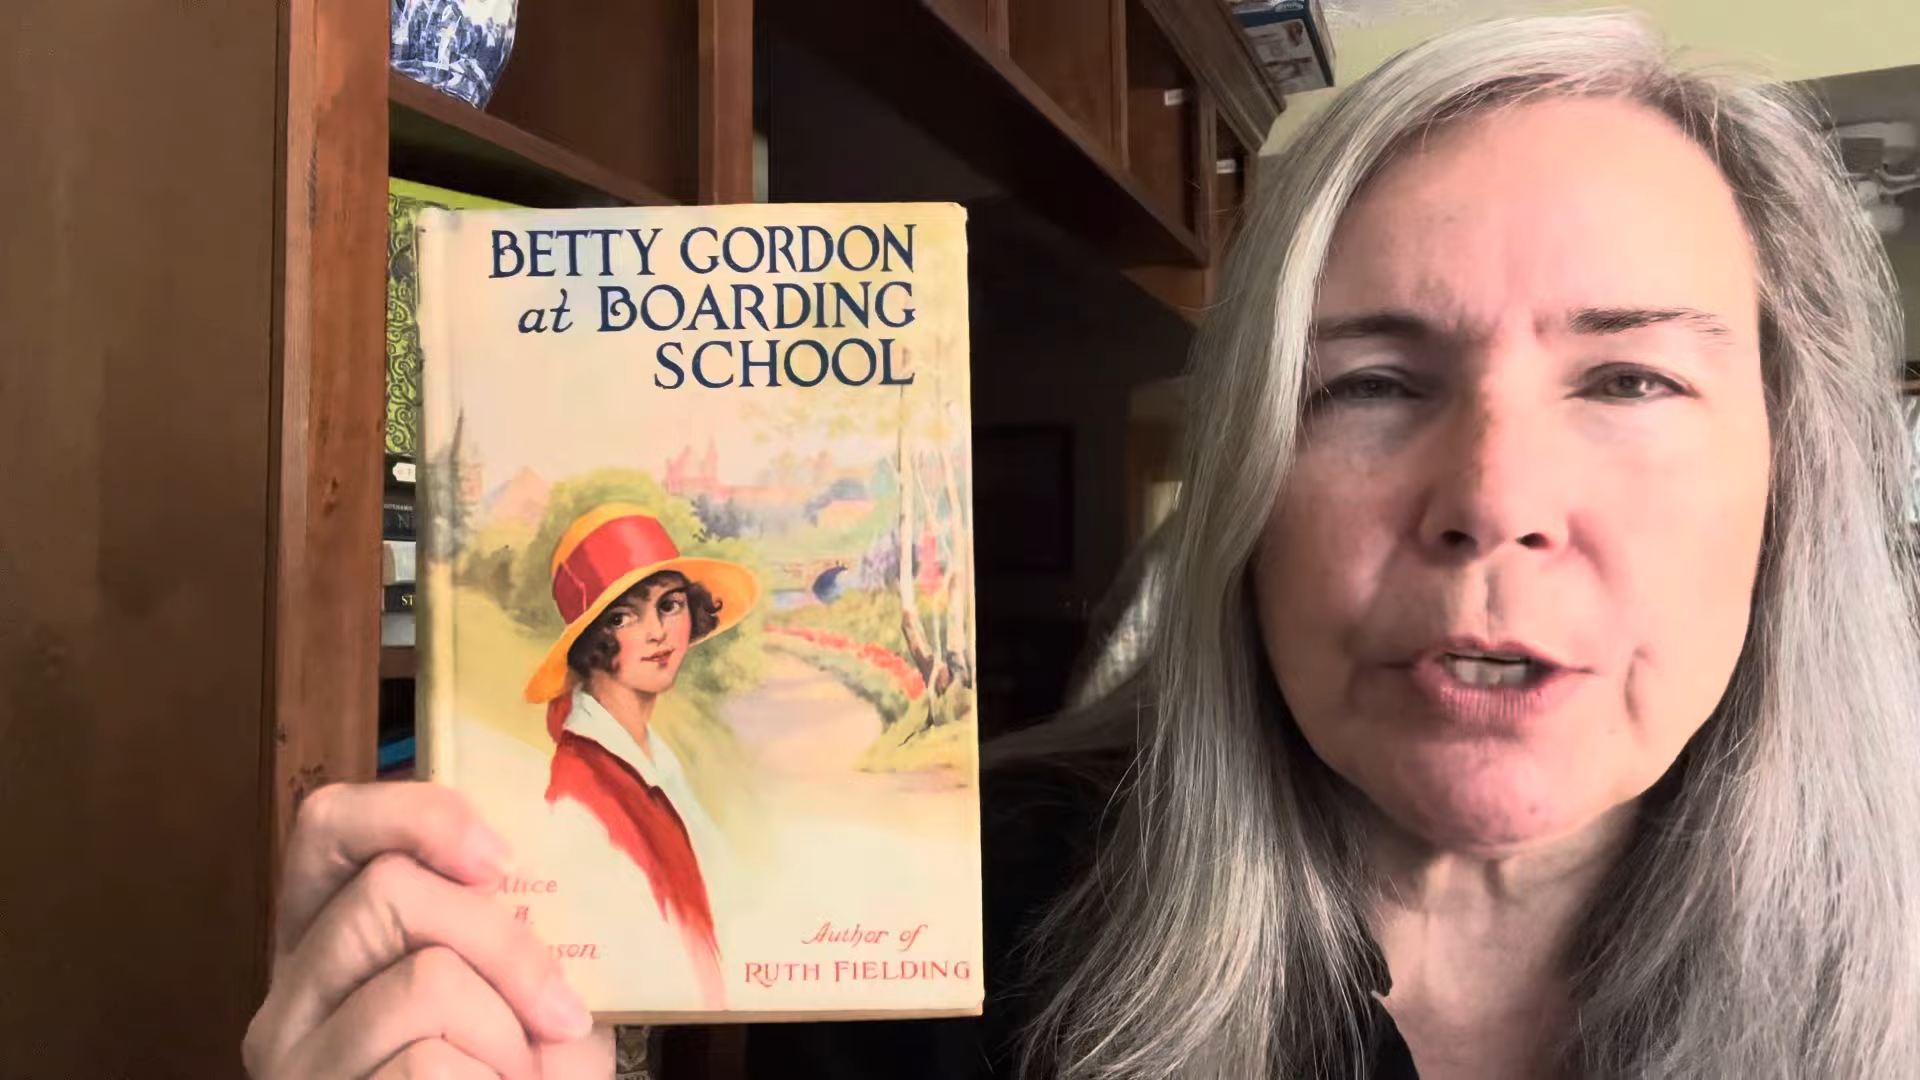 BETTY GORDON
at BOARDING
SCHOOL
Alice
B.
Author of
RUTH FIELDING